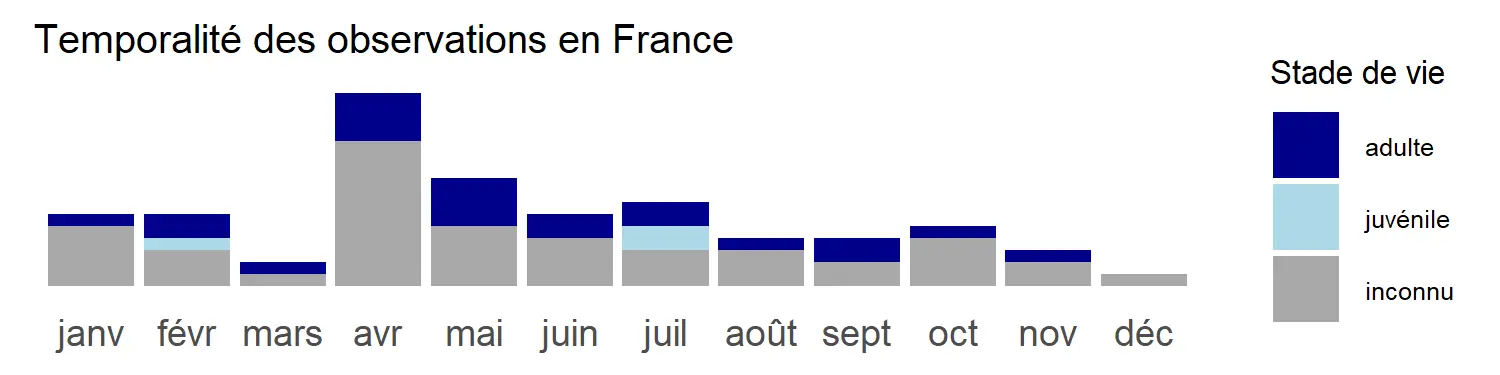 Temporalité des observations en France
Stade de vie
adulte
juvénile
inconnu
janv févr mars avr mai juin juil août sept oct nov déc